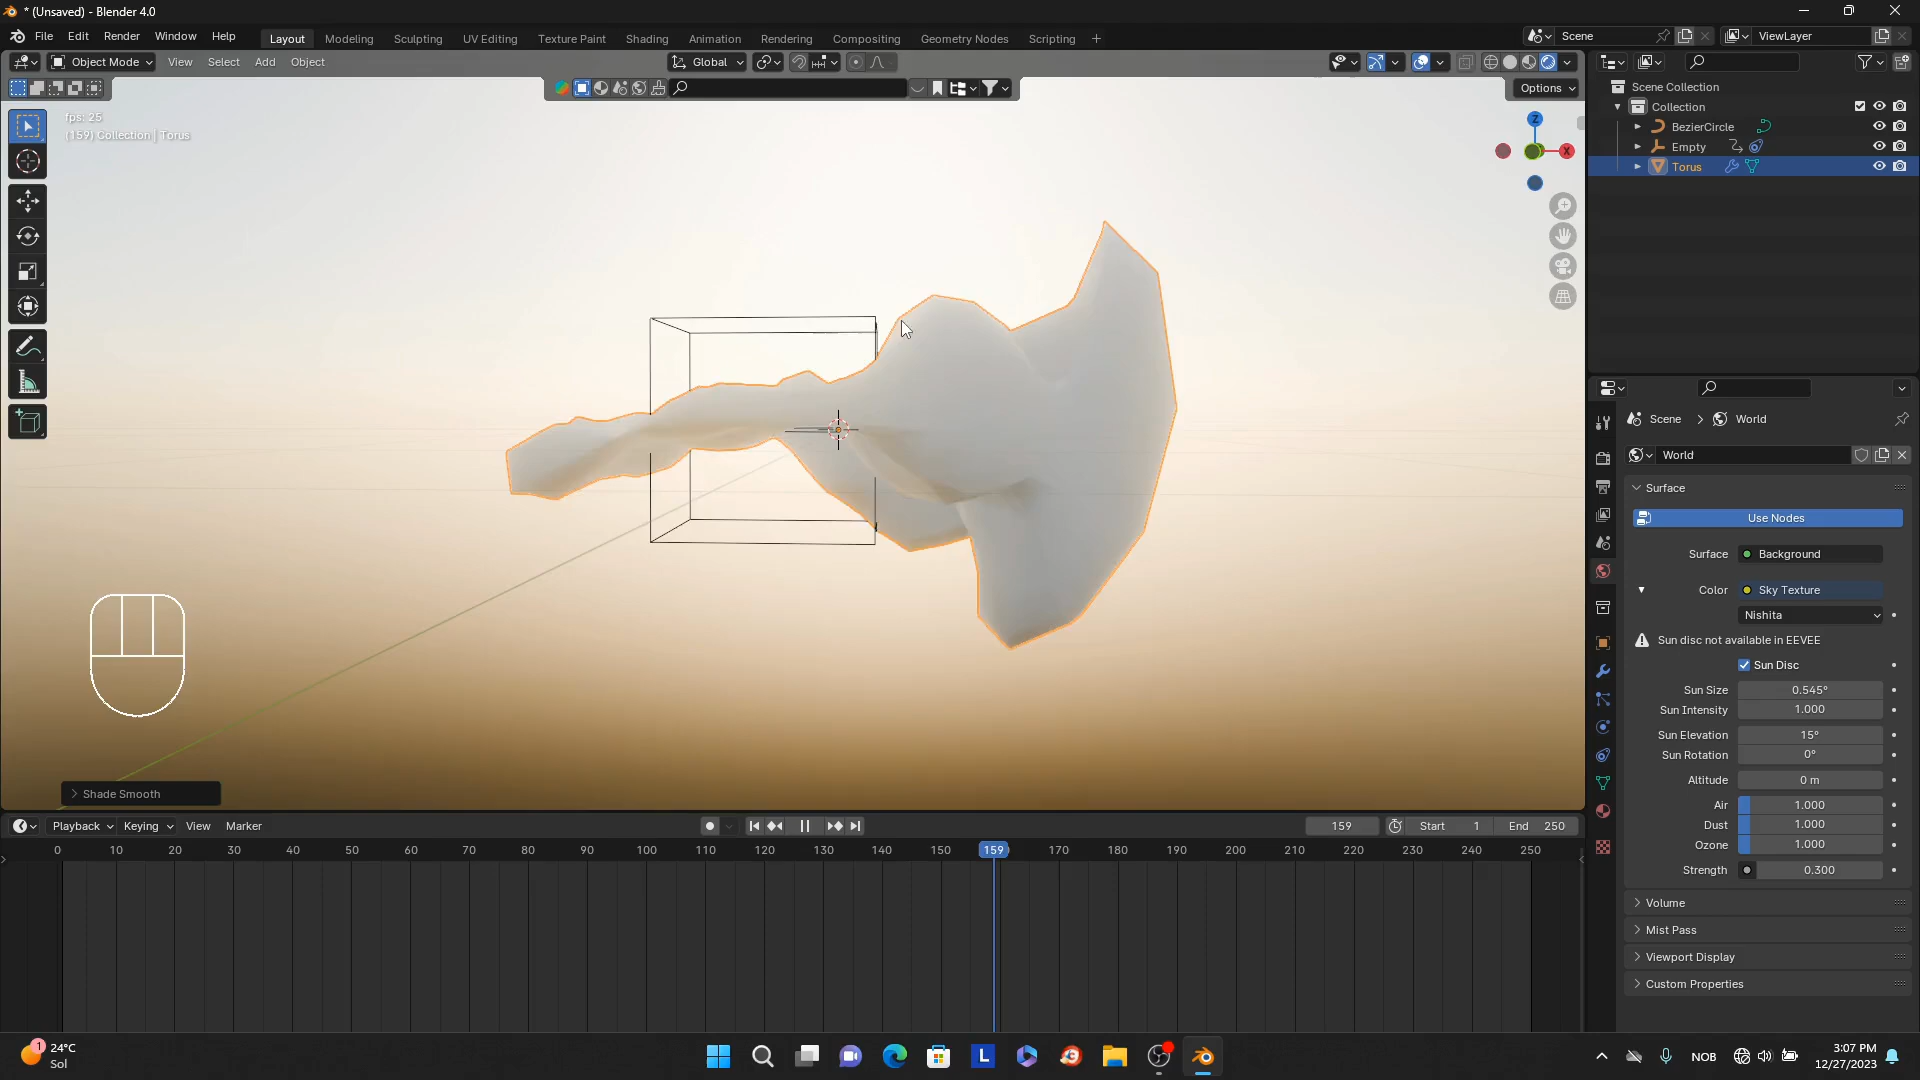 * (Unsaved) - Blender 4.0
File Edit Render Window Help Layout Modeling Sculpting UV Editing Texture Paint Shading Animation Rendering Compositing Geometry Nodes Scripting + Scene ViewLayer
Object Mode View Select Add Object Global
Options
fps: 25
(159) Collection | Torus
Z
X
Scene Collection
Collection
BezierCircle
Empty
Torus
Scene > World
World
Surface
Use Nodes
Surface Background
Color Sky Texture
Nishita
Sun disc not available in EEVEE
Sun Disc
Sun Size 0.545°
Sun Intensity 1.000
Sun Elevation 15°
Sun Rotation 0°
Altitude 0 m
Air 1.000
Dust 1.000
Ozone 1.000
Strength 0.300
Volume
Mist Pass
Viewport Display
Custom Properties
> Shade Smooth
Playback Keying View Marker 159 Start 1 End 250
0 10 20 30 40 50 60 70 80 90 100 110 120 130 140 150 159 170 180 190 200 210 220 230 240 250
1
24°C
Sol
L
NOB
3:07 PM
12/27/2023